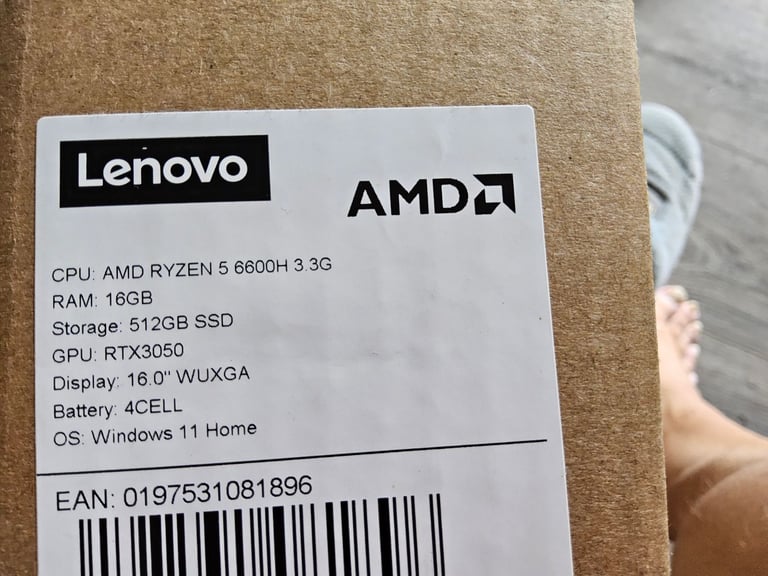 Lenovo
AMD
CPU: AMD RYZEN 5 6600H 3.3G
RAM: 16GB
Storage: 512GB SSD
GPU: RTX3050
Display: 16.0" WUXGA
Battery: 4CELL
OS: Windows 11 Home
EAN: 0197531081896